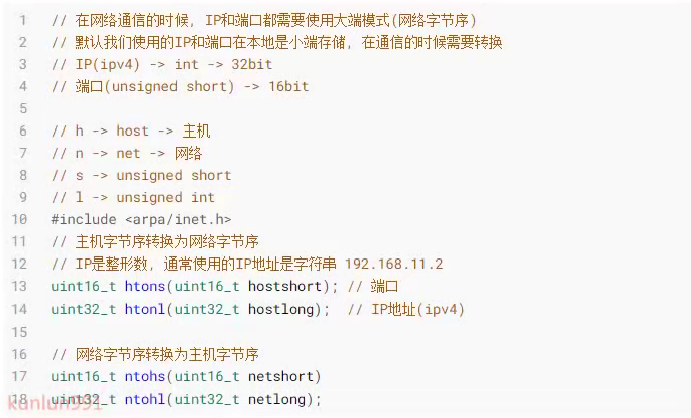 1 // 在网络通信的时候, IP和端口都需要使用大端模式(网络字节序)
2 // 默认我们使用的IP和端口在本地是小端存储, 在通信的时候需要转换
3 // IP(ipv4) -> int -> 32bit
4 // 端口(unsigned short) -> 16bit
5
6 // h -> host -> 主机
7 // n -> net -> 网络
8 // s -> unsigned short
9 // l -> unsigned int
10 #include <arpa/inet.h>
11 // 主机字节序转换为网络字节序
12 // IP是整形数, 通常使用的IP地址是字符串 192.168.11.2
13 uint16_t htons(uint16_t hostshort); // 端口
14 uint32_t htonl(uint32_t hostlong); // IP地址(ipv4)
15
16 // 网络字节序转换为主机字节序
17 uint16_t ntohs(uint16_t netshort)
18 uint32_t ntohl(uint32_t netlong);
kunlun991